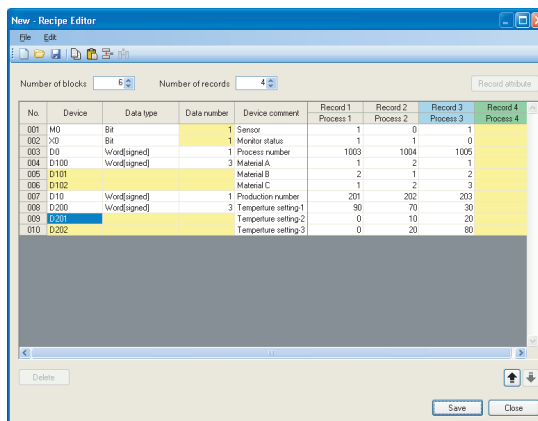 New - Recipe Editor
File Edit
Number of blocks 6 Number of records 4 Record attribute
No. Device Data type Data number Device comment Record 1 Record 2 Record 3 Record 4
Process 1 Process 2 Process 3 Process 4
001 M0 Bit 1 Sensor 1 0 1
002 X0 Bit 1 Monitor status 1 1 0
003 D0 Word[signed] 1 Process number 1003 1004 1005
004 D100 Word[signed] 3 Material A 1 2 1
005 D101 Material B 2 1 2
006 D102 Material C 1 2 3
007 D10 Word[signed] 1 Production number 201 202 203
008 D200 Word[signed] 3 Temperture setting-1 90 70 30
009 D201 Temperture setting-2 0 10 20
010 D202 Temperture setting-3 0 20 80
Delete
Save Close